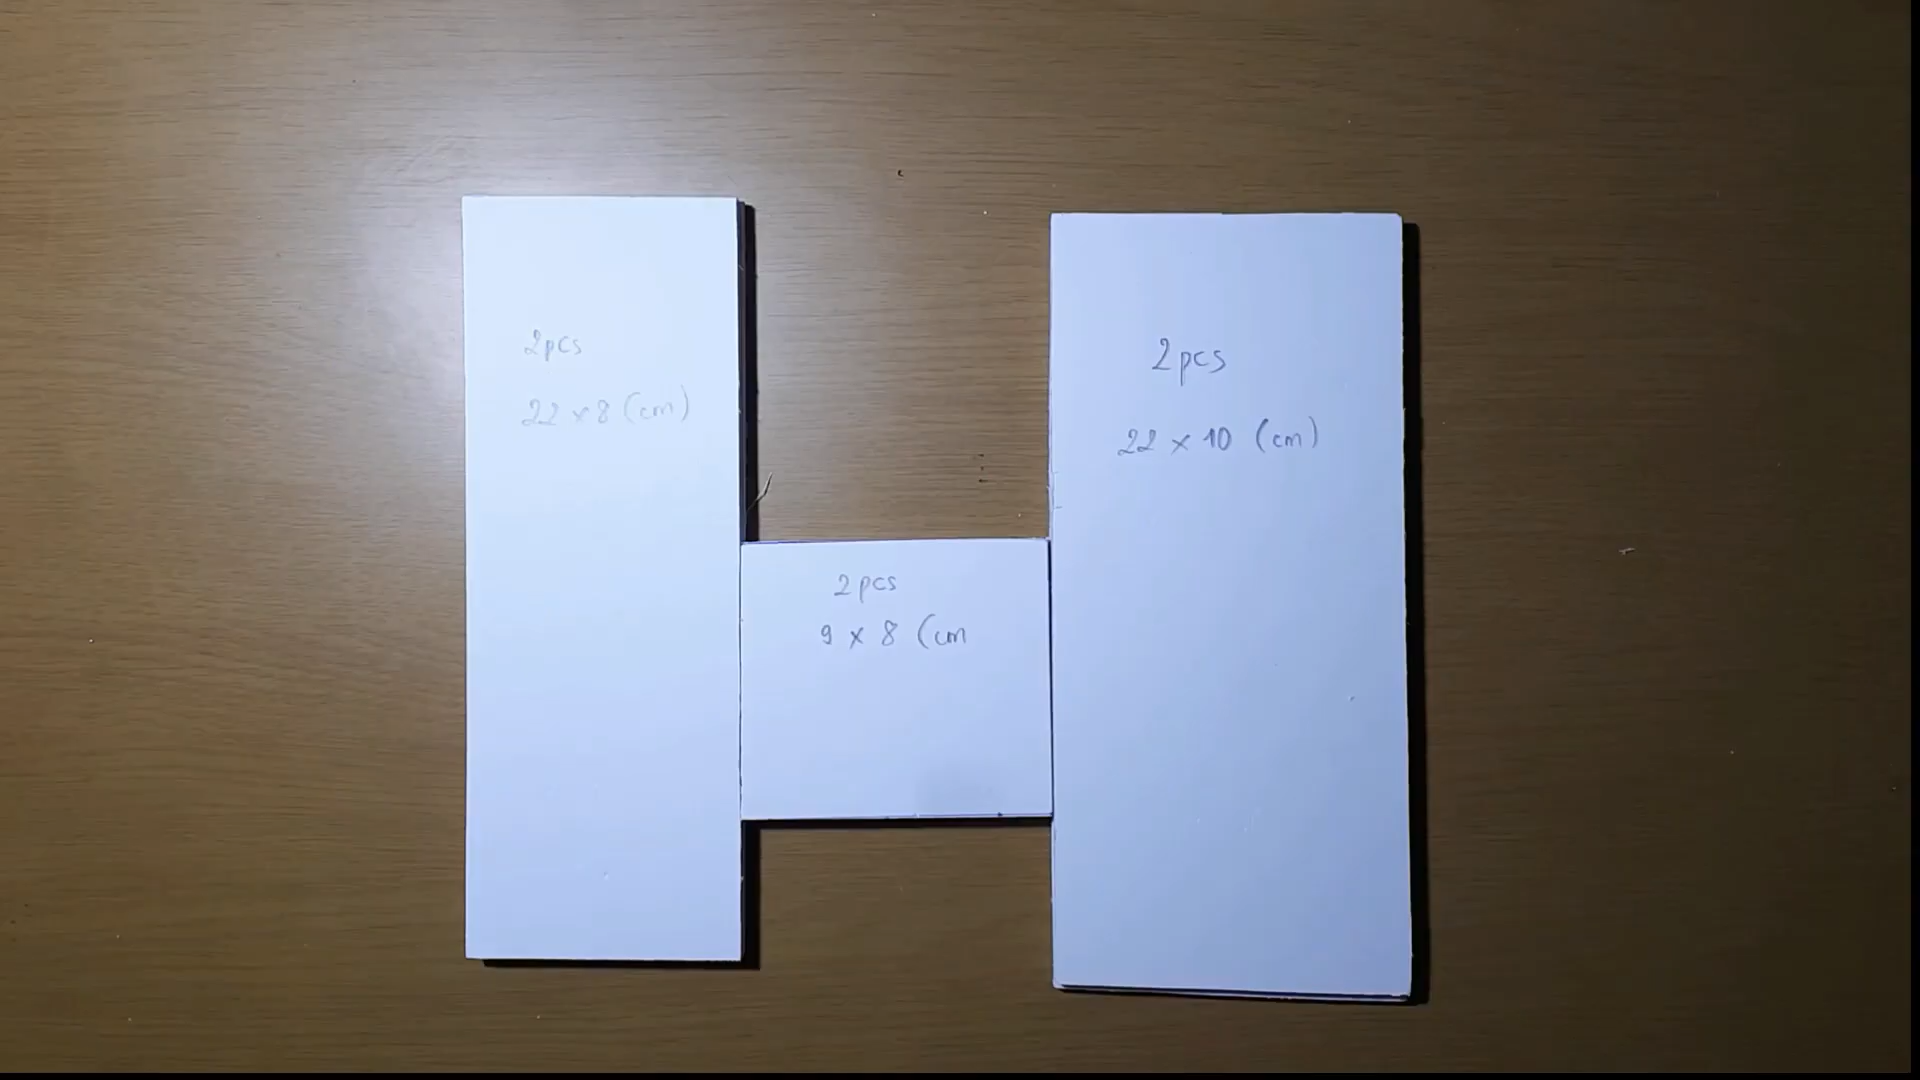 2pcs
22 x 8 (cm)
2pcs
9 x 8 (cm
2pcs
22 x 10 (cm)